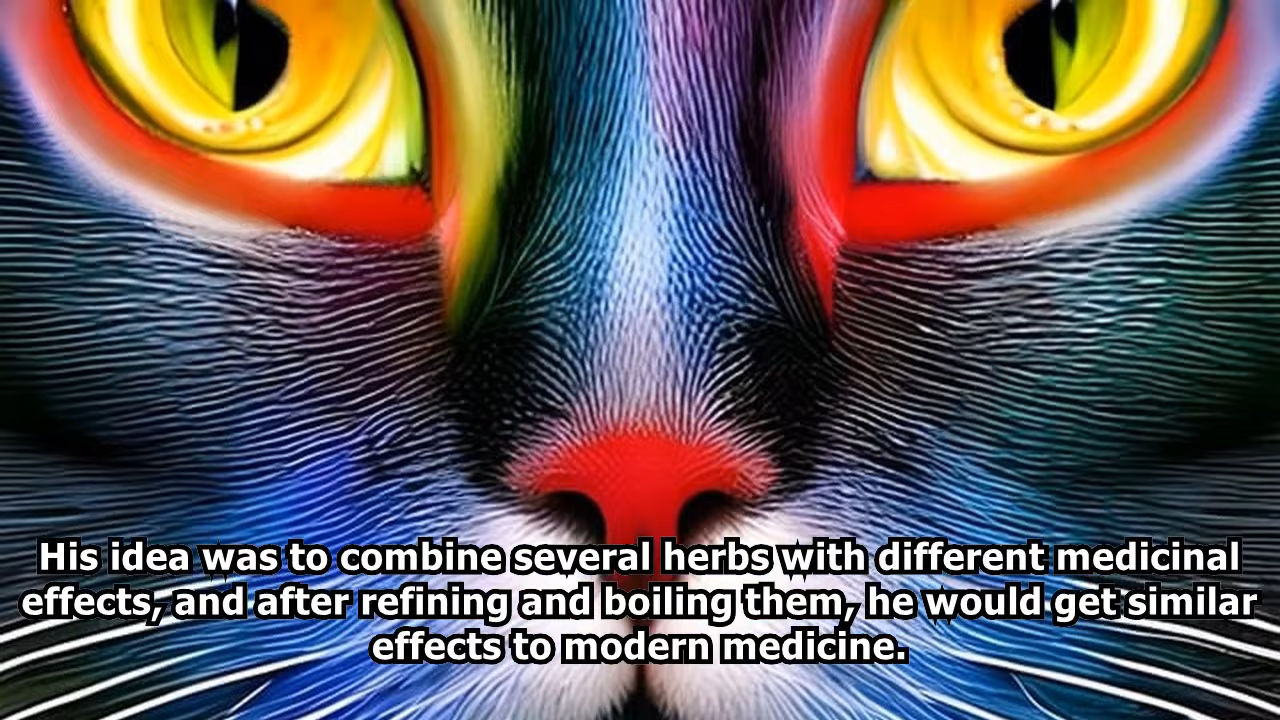 His idea was to combine several herbs with different medicinal
effects, and after refining and boiling them, he would get similar
effects to modern medicine.